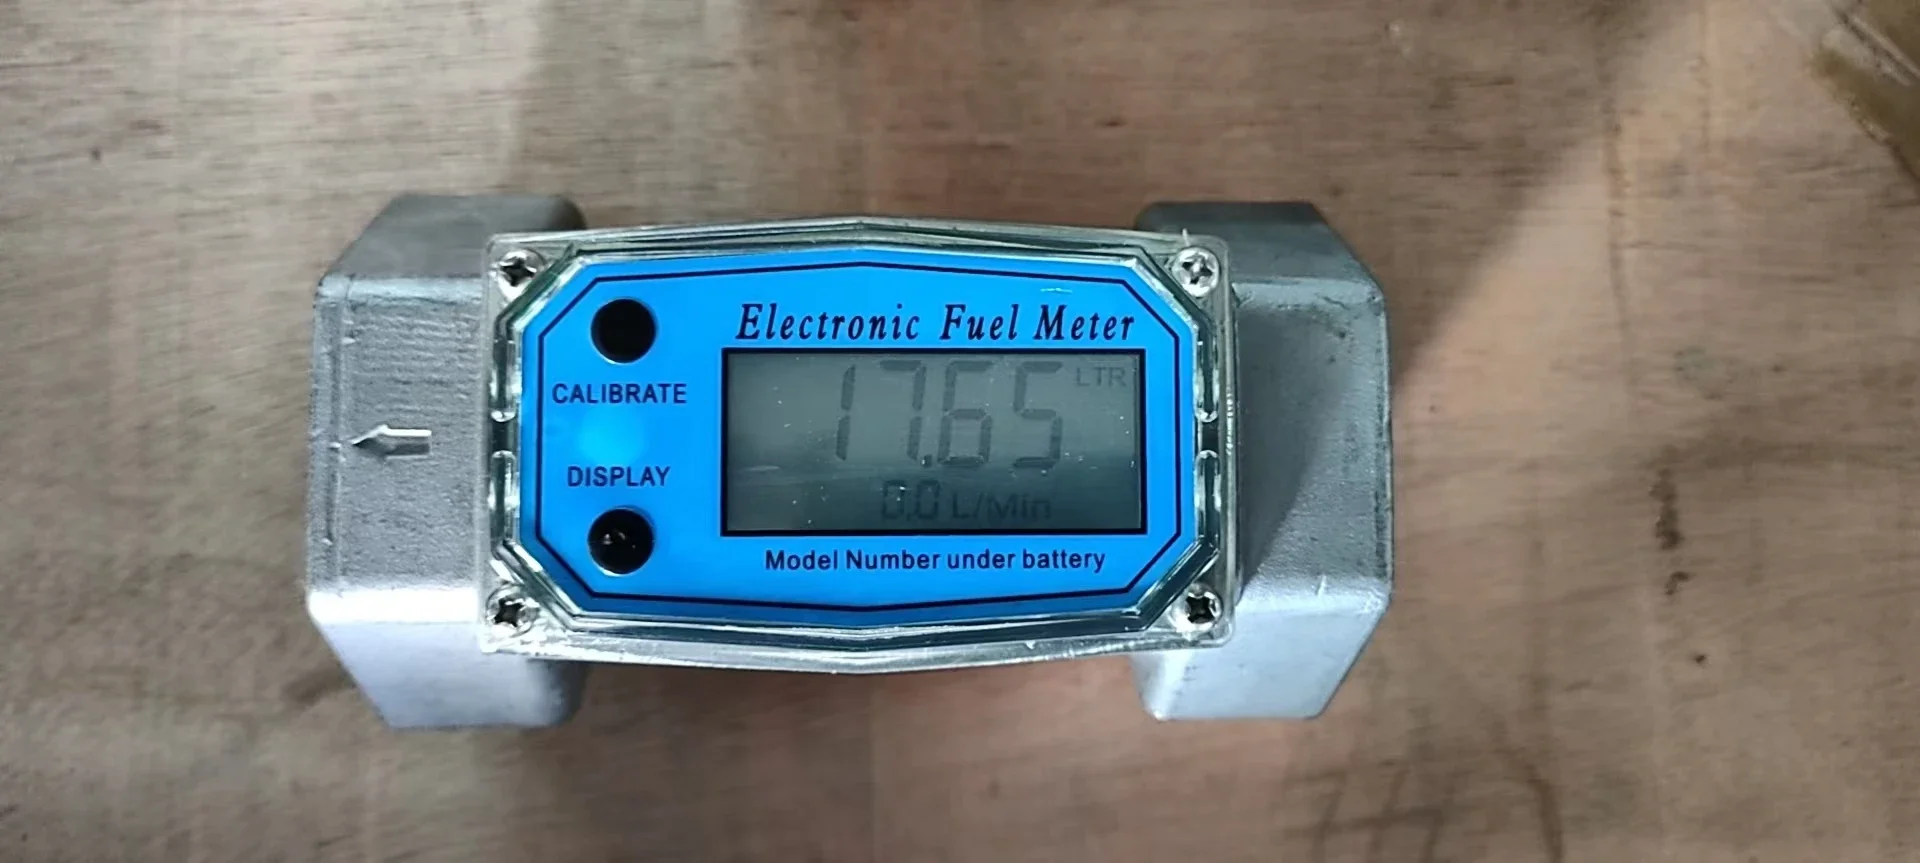 Electronic Fuel Meter
CALIBRATE
17.65 LTR
DISPLAY
0.0 L/Min
Model Number under battery